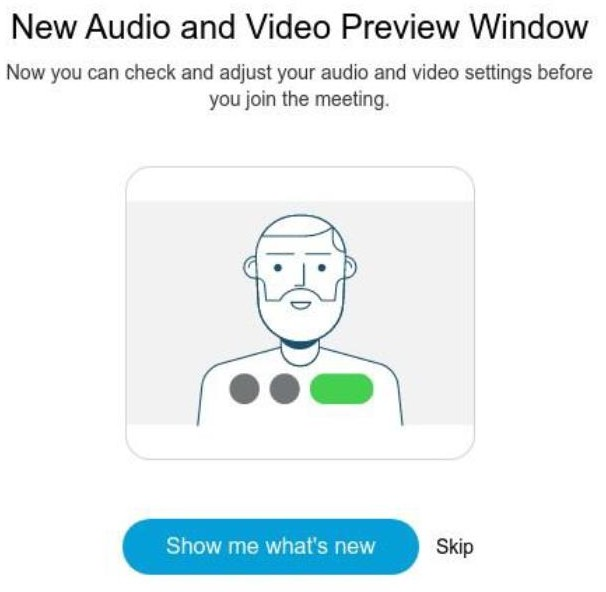 New Audio and Video Preview Window
Now you can check and adjust your audio and video settings before
you join the meeting.
Show me what's new
Skip